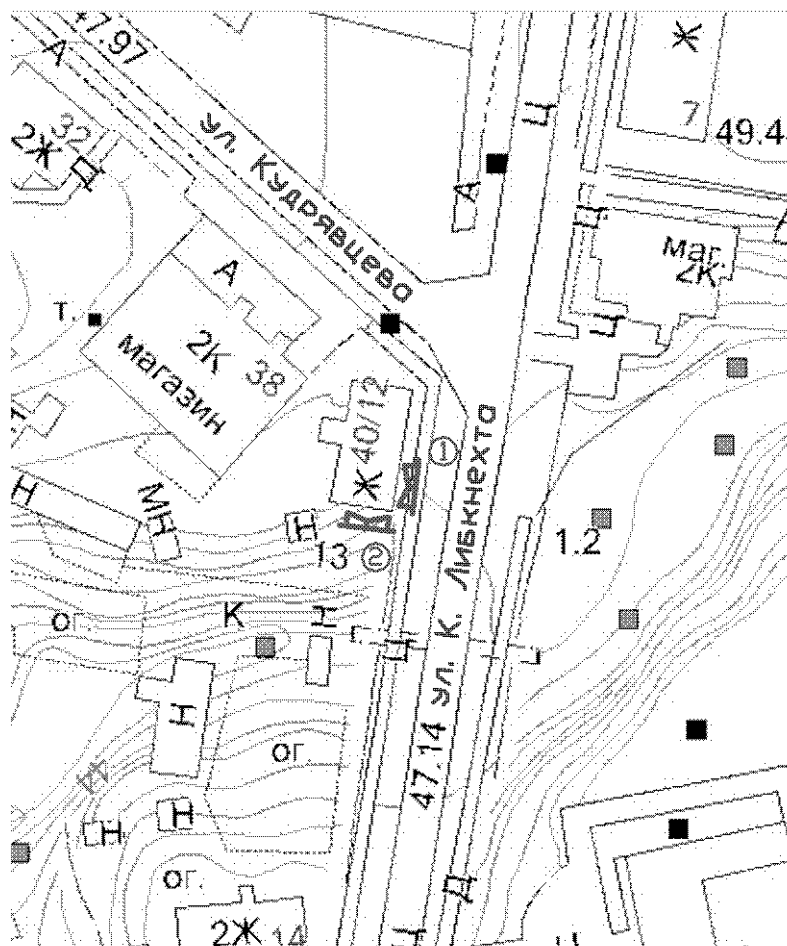 47.97
А
Ж
7
49.4
Ц
32
2Ж
ул. Кудрявцева
А
Ц
маг.
2К
А
т.
2К
38
магазин
Ц
40/12
Ж
①
ул. К. Либкнехта
Н
МН
Н
13
②
1.2
ог.
К
Н
Ц
Н
ог.
47.14
Н
Н
ог.
2Ж
14
Ц
Ц